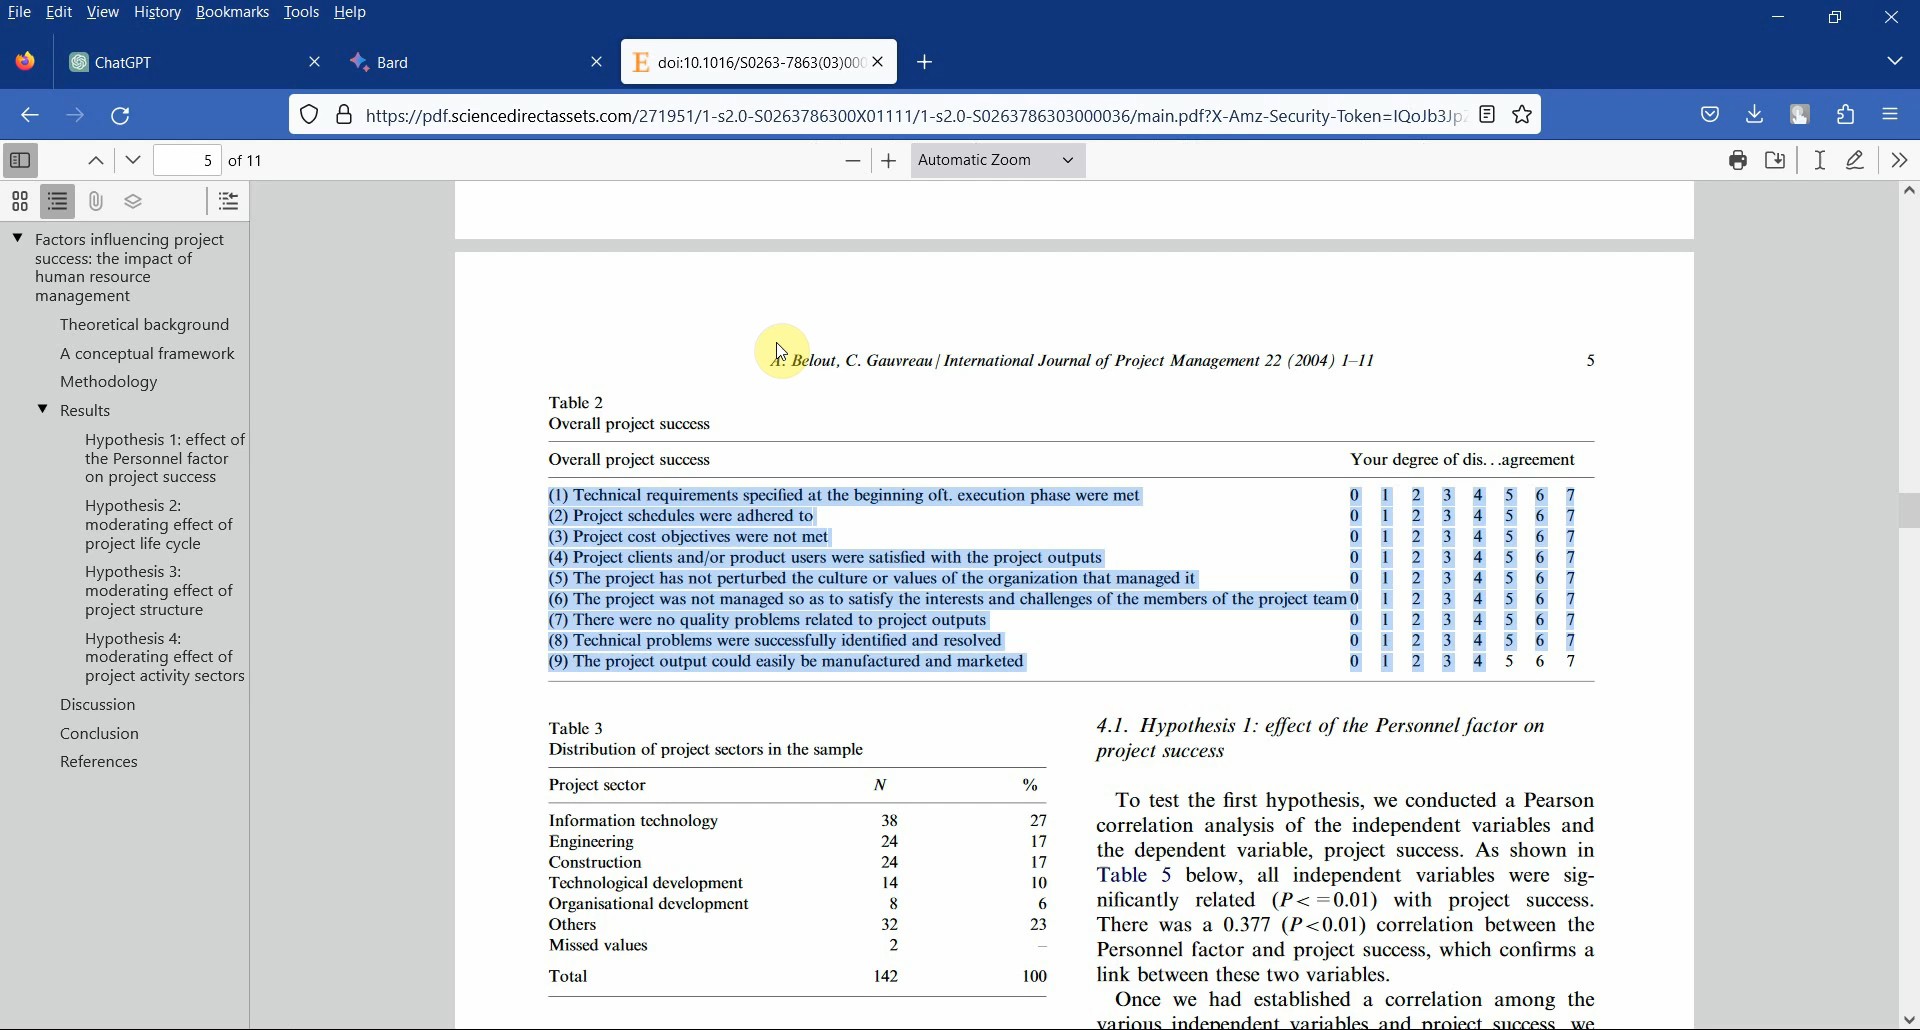 File Edit View History Bookmarks Tools Help
ChatGPT
Bard
doi:10.1016/S0263-7863(03)000
https://pdf.sciencedirectassets.com/271951/1-s2.0-S0263786300X01111/1-s2.0-S0263786303000036/main.pdf?X-Amz-Security-Token=IQoJb3Jp
5 of 11
Automatic Zoom
Factors influencing project
success: the impact of
human resource
management
Theoretical background
A conceptual framework
Methodology
Results
Hypothesis 1: effect of
the Personnel factor
on project success
Hypothesis 2:
moderating effect of
project life cycle
Hypothesis 3:
moderating effect of
project structure
Hypothesis 4:
moderating effect of
project activity sectors
Discussion
Conclusion
References
A. Belout, C. Gauvreau / International Journal of Project Management 22 (2004) 1–11 5
Table 2
Overall project success
Overall project success Your degree of dis. . .agreement
(1) Technical requirements specified at the beginning oft. execution phase were met 0 1 2 3 4 5 6 7
(2) Project schedules were adhered to 0 1 2 3 4 5 6 7
(3) Project cost objectives were not met 0 1 2 3 4 5 6 7
(4) Project clients and/or product users were satisfied with the project outputs 0 1 2 3 4 5 6 7
(5) The project has not perturbed the culture or values of the organization that managed it 0 1 2 3 4 5 6 7
(6) The project was not managed so as to satisfy the interests and challenges of the members of the project team 0 1 2 3 4 5 6 7
(7) There were no quality problems related to project outputs 0 1 2 3 4 5 6 7
(8) Technical problems were successfully identified and resolved 0 1 2 3 4 5 6 7
(9) The project output could easily be manufactured and marketed 0 1 2 3 4 5 6 7
Table 3
Distribution of project sectors in the sample
Project sector N %
Information technology 38 27
Engineering 24 17
Construction 24 17
Technological development 14 10
Organisational development 8 6
Others 32 23
Missed values 2 –
Total 142 100
4.1. Hypothesis 1: effect of the Personnel factor on
project success
To test the first hypothesis, we conducted a Pearson
correlation analysis of the independent variables and
the dependent variable, project success. As shown in
Table 5 below, all independent variables were sig-
nificantly related (P<=0.01) with project success.
There was a 0.377 (P<0.01) correlation between the
Personnel factor and project success, which confirms a
link between these two variables.
Once we had established a correlation among the
various independent variables and project success, we